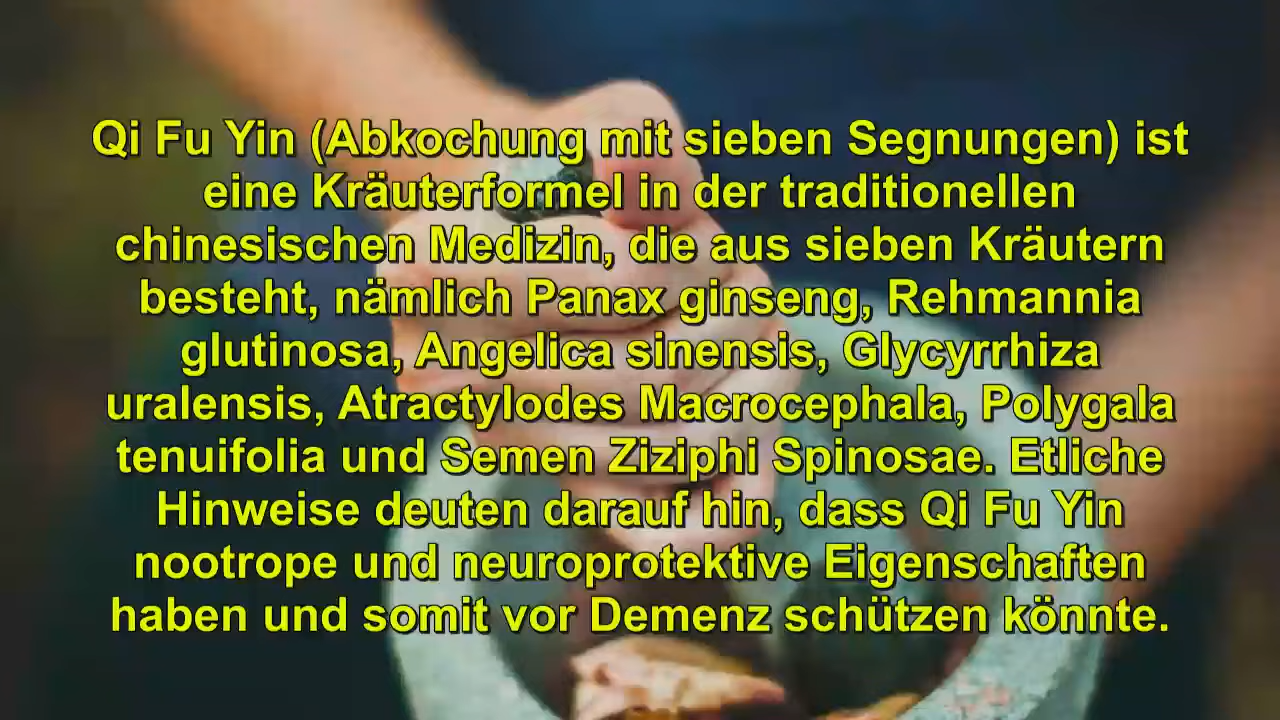 Qi Fu Yin (Abkochung mit sieben Segnungen) ist
eine Kräuterformel in der traditionellen
chinesischen Medizin, die aus sieben Kräutern
besteht, nämlich Panax ginseng, Rehmannia
glutinosa, Angelica sinensis, Glycyrrhiza
uralensis, Atractylodes Macrocephala, Polygala
tenuifolia und Semen Ziziphi Spinosae. Etliche
Hinweise deuten darauf hin, dass Qi Fu Yin
nootrope und neuroprotektive Eigenschaften
haben und somit vor Demenz schützen könnte.